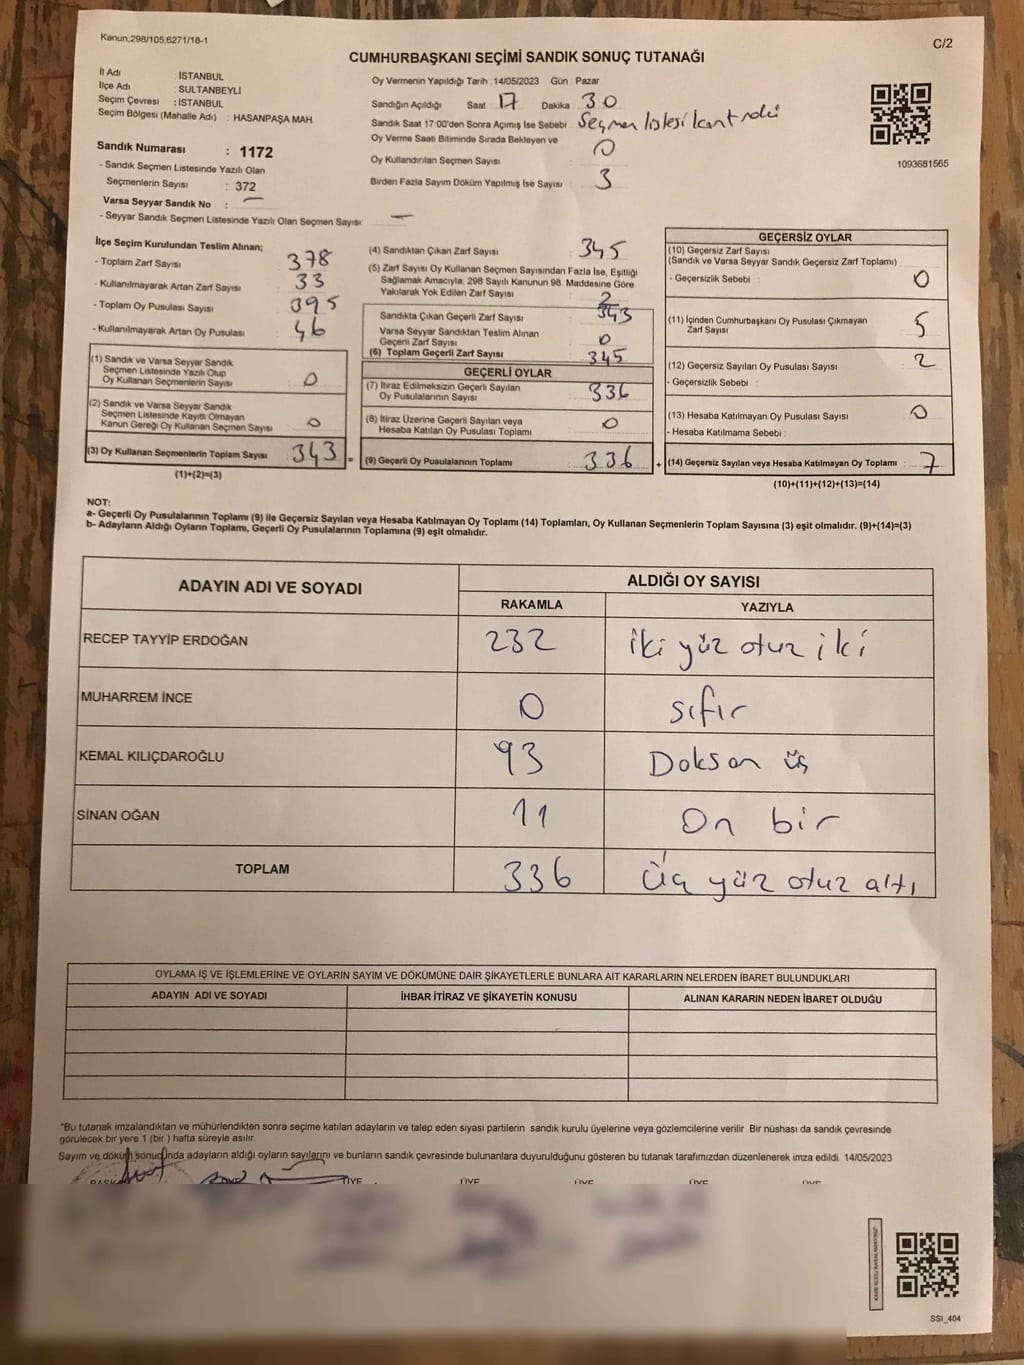 Kanun;298/105;6271/18-1
C/2
CUMHURBAŞKANI SEÇİMİ SANDIK SONUÇ TUTANAĞI
İl Adı : İSTANBUL
İlçe Adı : SULTANBEYLİ
Seçim Çevresi : İSTANBUL
Seçim Bölgesi (Mahalle Adı) : HASANPAŞA MAH.
Sandık Numarası : 1172
- Sandık Seçmen Listesinde Yazılı Olan
Seçmenlerin Sayısı : 372
Varsa Seyyar Sandık No : —
- Seyyar Sandık Seçmen Listesinde Yazılı Olan Seçmen Sayısı: —
Oy Vermenin Yapıldığı Tarih :14/05/2023 Gün : Pazar
Sandığın Açıldığı Saat 17 Dakika : 30
Sandık Saat 17:00'den Sonra Açımış İse Sebebi : Seçmen listesi kontrolü
Oy Verme Saati Bitiminde Sırada Bekleyen ve
Oy Kullandırılan Seçmen Sayısı : 0
Birden Fazla Sayım Döküm Yapılmış İse Sayısı : 3
1093681565
İlçe Seçim Kurulundan Teslim Alınan;
- Toplam Zarf Sayısı : 378
- Kullanılmayarak Artan Zarf Sayısı : 33
- Toplam Oy Pusulası Sayısı : 395
- Kullanılmayarak Artan Oy Pusulası : 46
(1) Sandık ve Varsa Seyyar Sandık
Seçmen Listesinde Yazılı Olup
Oy Kullanan Seçmenlerin Sayısı : 0
(2) Sandık ve Varsa Seyyar Sandık
Seçmen Listesinde Kayıtlı Olmayan
Kanun Gereği Oy Kullanan Seçmen Sayısı : 0
(3) Oy Kullanan Seçmenlerin Toplam Sayısı : 343
(1)+(2)=(3)
(4) Sandıktan Çıkan Zarf Sayısı : 345
(5) Zarf Sayısı Oy Kullanan Seçmen Sayısından Fazla İse, Eşitliği
Sağlamak Amacıyla, 298 Sayılı Kanunun 98. Maddesine Göre
Yakılarak Yok Edilen Zarf Sayısı : 2
Sandıkta Çıkan Geçerli Zarf Sayısı : 343
Varsa Seyyar Sandıktan Teslim Alınan
Geçerli Zarf Sayısı : 0
(6) Toplam Geçerli Zarf Sayısı : 345
GEÇERLİ OYLAR
(7) İtiraz Edilmeksizin Geçerli Sayılan
Oy Pusulalarının Sayısı : 336
(8) İtiraz Üzerine Geçerli Sayılan veya
Hesaba Katılan Oy Pusulası Toplamı : 0
= (9) Geçerli Oy Pusulalarının Toplamı : 336 +
GEÇERSİZ OYLAR
(10) Geçersiz Zarf Sayısı
(Sandık ve Varsa Seyyar Sandık Geçersiz Zarf Toplamı) : 0
- Geçersizlik Sebebi :
(11) İçinden Cumhurbaşkanı Oy Pusulası Çıkmayan
Zarf Sayısı : 5
(12) Geçersiz Sayılan Oy Pusulası Sayısı : 2
- Geçersizlik Sebebi :
(13) Hesaba Katılmayan Oy Pusulası Sayısı : 0
- Hesaba Katılmama Sebebi :
(14) Geçersiz Sayılan veya Hesaba Katılmayan Oy Toplamı : 7
(10)+(11)+(12)+(13)=(14)
NOT:
a- Geçerli Oy Pusulalarının Toplamı (9) ile Geçersiz Sayılan veya Hesaba Katılmayan Oy Toplamı (14) Toplamları, Oy Kullanan Seçmenlerin Toplam Sayısına (3) eşit olmalıdır. (9)+(14)=(3)
b- Adayların Aldığı Oyların Toplamı, Geçerli Oy Pusulalarının Toplamına (9) eşit olmalıdır.
ADAYIN ADI VE SOYADI ALDIĞI OY SAYISI
RAKAMLA YAZIYLA
RECEP TAYYİP ERDOĞAN 232 iki yüz otuz iki
MUHARREM İNCE 0 sıfır
KEMAL KILIÇDAROĞLU 93 Doksan üç
SİNAN OĞAN 11 On bir
TOPLAM 336 Üç yüz otuz altı
OYLAMA İŞ VE İŞLEMLERİNE VE OYLARIN SAYIM VE DÖKÜMÜNE DAİR ŞİKAYETLERLE BUNLARA AİT KARARLARIN NELERDEN İBARET BULUNDUKLARI
ADAYIN ADI VE SOYADI İHBAR İTİRAZ VE ŞİKAYETİN KONUSU ALINAN KARARIN NEDEN İBARET OLDUĞU
"Bu tutanak imzalandıktan ve mühürlendikten sonra seçime katılan adayların ve talep eden siyasi partilerin sandık kurulu üyelerine veya gözlemcilerine verilir .Bir nüshası da sandık çevresinde
görülecek bir yere 1 (bir ) hafta süreyle asılır.
Sayım ve döküm sonucunda adayların aldığı oyların sayılarını ve bunların sandık çevresinde bulunanlara duyurulduğunu gösteren bu tutanak tarafımızdan düzenlenerek imza edildi. 14/05/2023
ÜYE ÜYE ÜYE ÜYE ÜYE
SSI_404